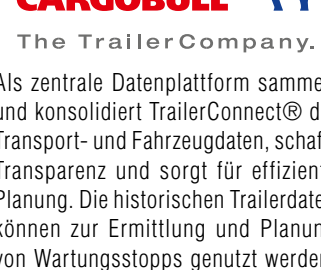 CARGOBULL
The TrailerCompany.
Als zentrale Datenplattform samme
und konsolidiert TrailerConnect® d
Transport- und Fahrzeugdaten, schaf
Transparenz und sorgt für effizient
Planung. Die historischen Trailerdate
können zur Ermittlung und Planun
von Wartungsstopps genutzt werden